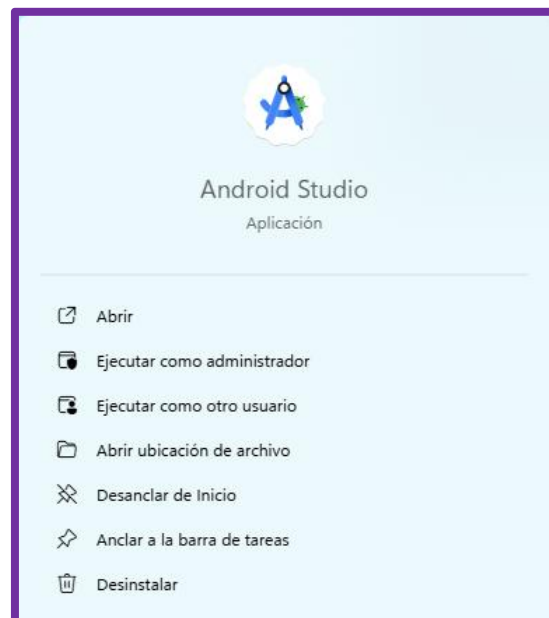 Android Studio
Aplicación
Abrir
Ejecutar como administrador
Ejecutar como otro usuario
Abrir ubicación de archivo
Desanclar de Inicio
Anclar a la barra de tareas
Desinstalar